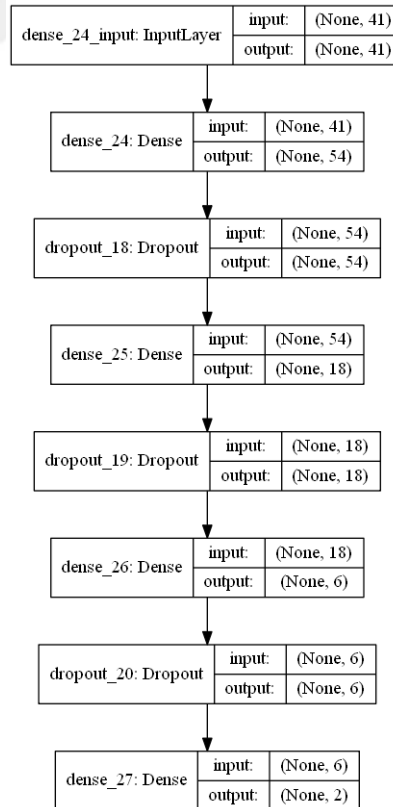 dense_24_input: InputLayer input: (None, 41)
output: (None, 41)
dense_24: Dense input: (None, 41)
output: (None, 54)
dropout_18: Dropout input: (None, 54)
output: (None, 54)
dense_25: Dense input: (None, 54)
output: (None, 18)
dropout_19: Dropout input: (None, 18)
output: (None, 18)
dense_26: Dense input: (None, 18)
output: (None, 6)
dropout_20: Dropout input: (None, 6)
output: (None, 6)
dense_27: Dense input: (None, 6)
output: (None, 2)